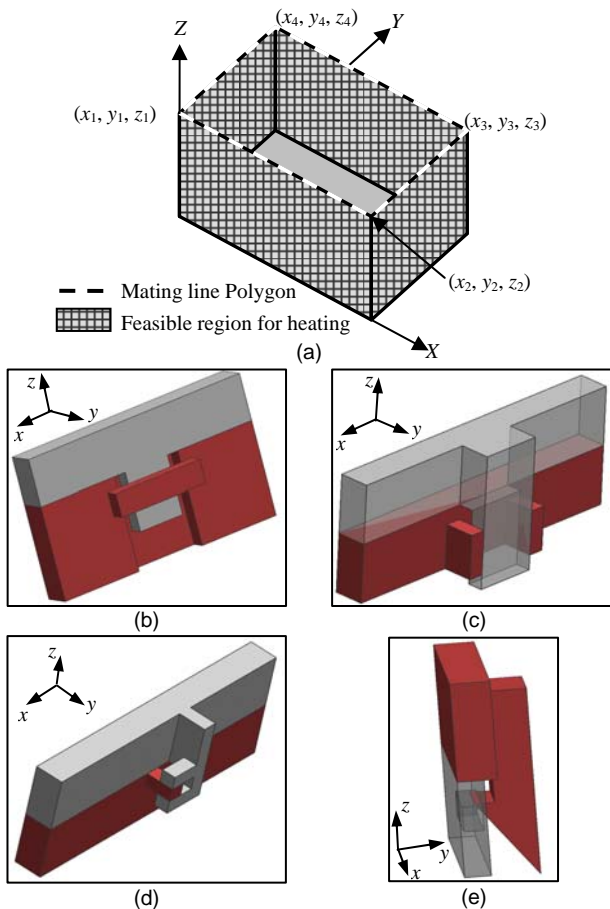 (x4, y4, z4)
Z
Y
(x1, y1, z1)
(x3, y3, z3)
(x2, y2, z2)
Mating line Polygon
Feasible region for heating
X
(a)
z
x
y
(b)
z
x
y
(c)
z
x
y
(d)
z
y
x
(e)